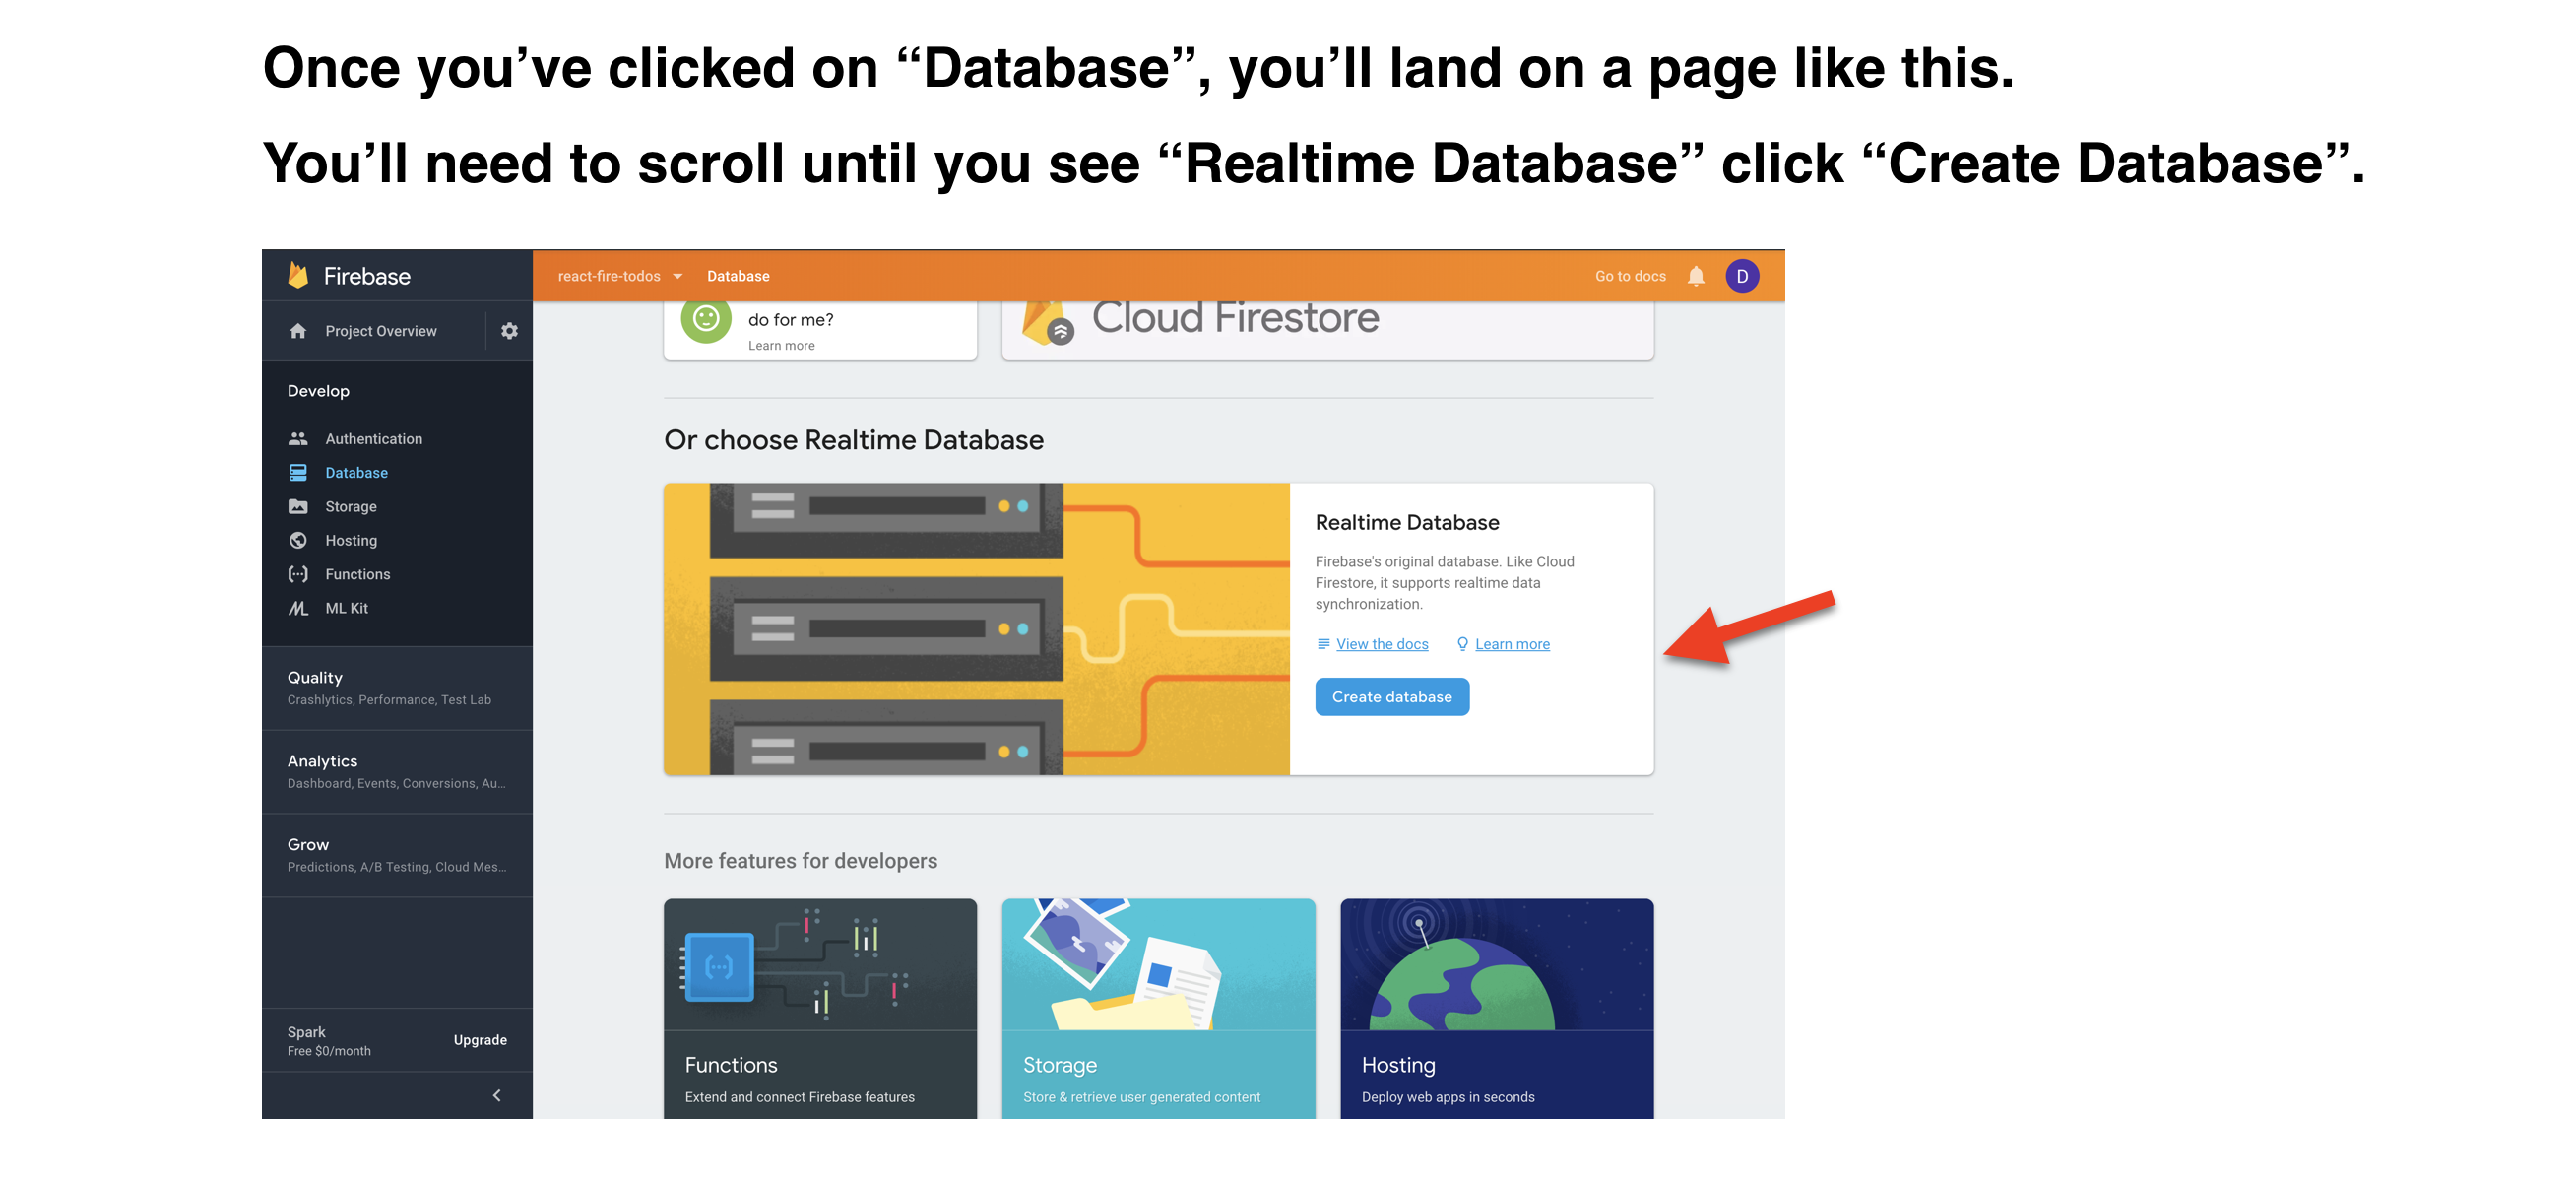 Once you’ve clicked on “Database”, you’ll land on a page like this.
You’ll need to scroll until you see “Realtime Database” click “Create Database”.
Firebase
react-fire-todos
Database
Go to docs
D
Project Overview
do for me?
Learn more
Cloud Firestore
Develop
Authentication
Database
Storage
Hosting
Functions
ML Kit
Quality
Crashlytics, Performance, Test Lab
Analytics
Dashboard, Events, Conversions, Au...
Grow
Predictions, A/B Testing, Cloud Mes...
Spark
Free $0/month
Upgrade
Or choose Realtime Database
Realtime Database
Firebase's original database. Like Cloud
Firestore, it supports realtime data
synchronization.
View the docs
Learn more
Create database
More features for developers
Functions
Extend and connect Firebase features
Storage
Store & retrieve user generated content
Hosting
Deploy web apps in seconds